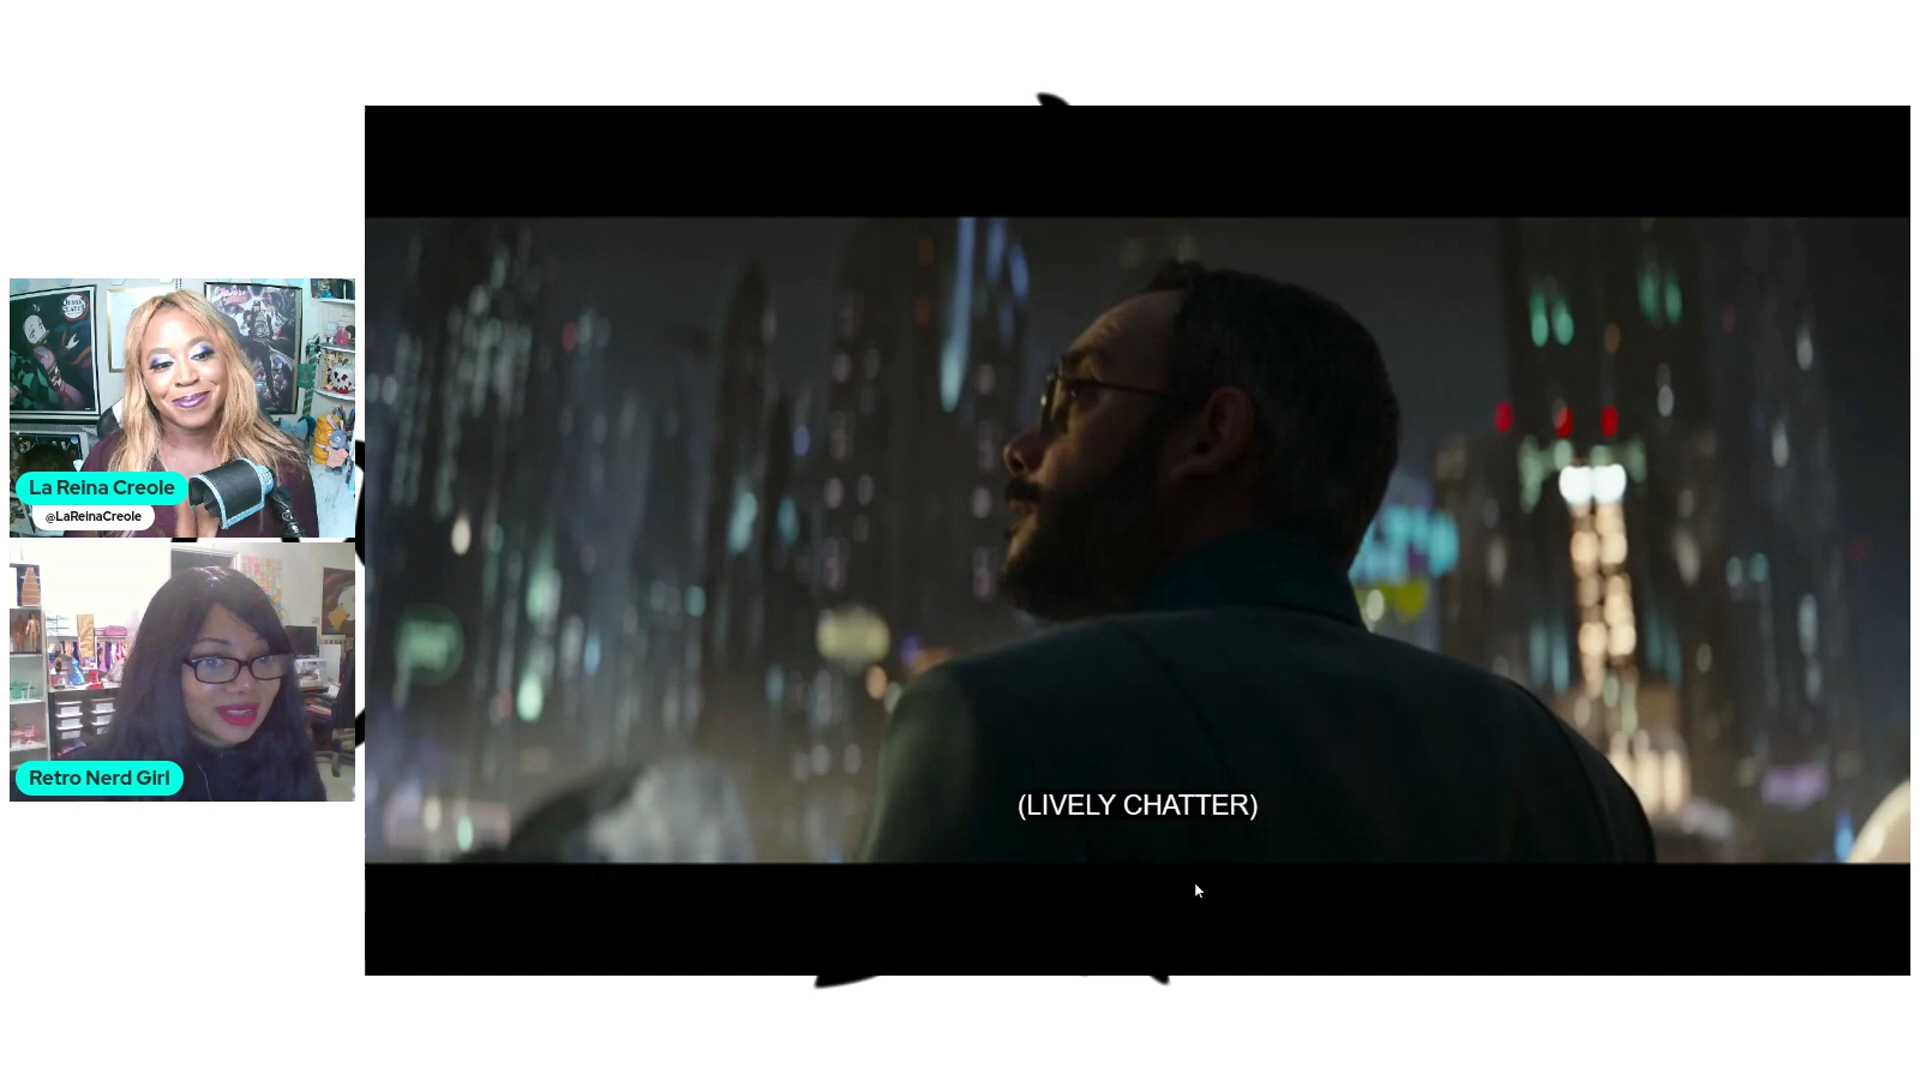 La Reina Creole
@LaReinaCreole
Retro Nerd Girl
(LIVELY CHATTER)